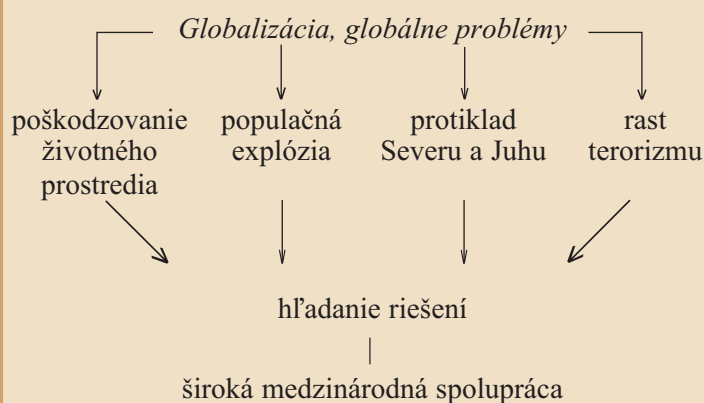 Globalizácia, globálne problémy
poškodzovanie
životného
prostredia
populačná
explózia
protiklad
Severu a Juhu
rast
terorizmu
hľadanie riešení
široká medzinárodná spolupráca